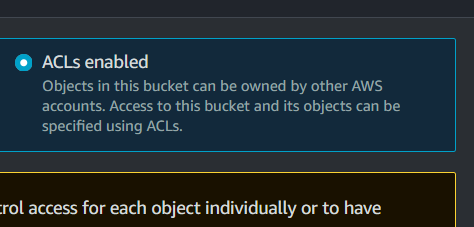 ACLs enabled
Objects in this bucket can be owned by other AWS
accounts. Access to this bucket and its objects can be
specified using ACLs.
access for each object individually or to have